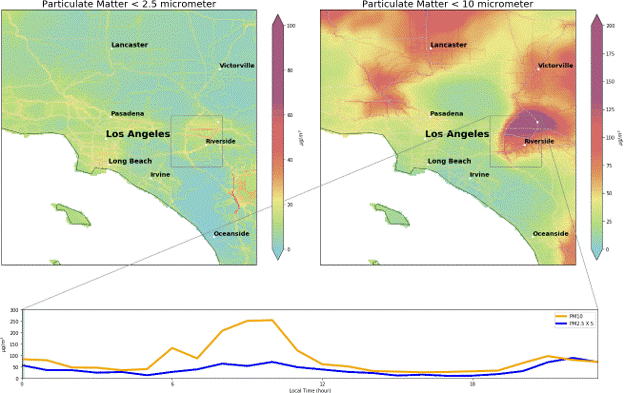 Particulate Matter < 2.5 micrometer
Particulate Matter < 10 micrometer
Lancaster
Victorville
Pasadena
Los Angeles
Riverside
Long Beach
Irvine
Oceanside
100
80
60
40
20
0
μg/m³
Lancaster
Victorville
Pasadena
Los Angeles
Riverside
Long Beach
Irvine
Oceanside
200
175
150
125
100
75
50
25
0
μg/m³
300
250
200
150
100
50
0
μg/m³
PM10
PM2.5 X 5
0
6
12
18
Local Time (hour)